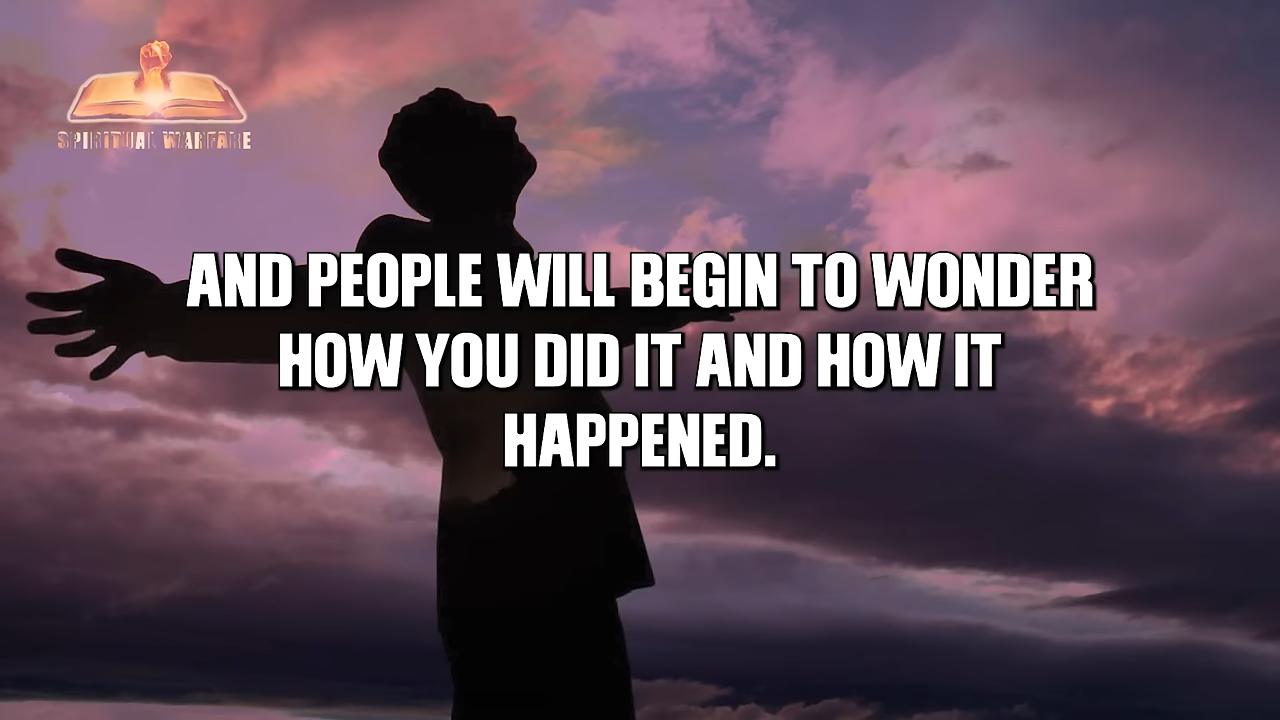 SPIRITUAL WARFARE
AND PEOPLE WILL BEGIN TO WONDER
HOW YOU DID IT AND HOW IT
HAPPENED.